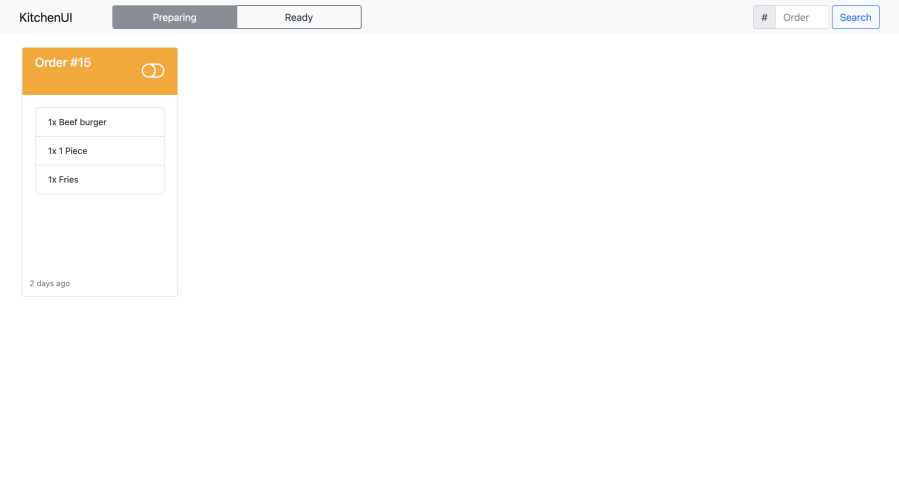 KitchenUI
Preparing
Ready
# Order
Search
Order #15
1x Beef burger
1x 1 Piece
1x Fries
2 days ago